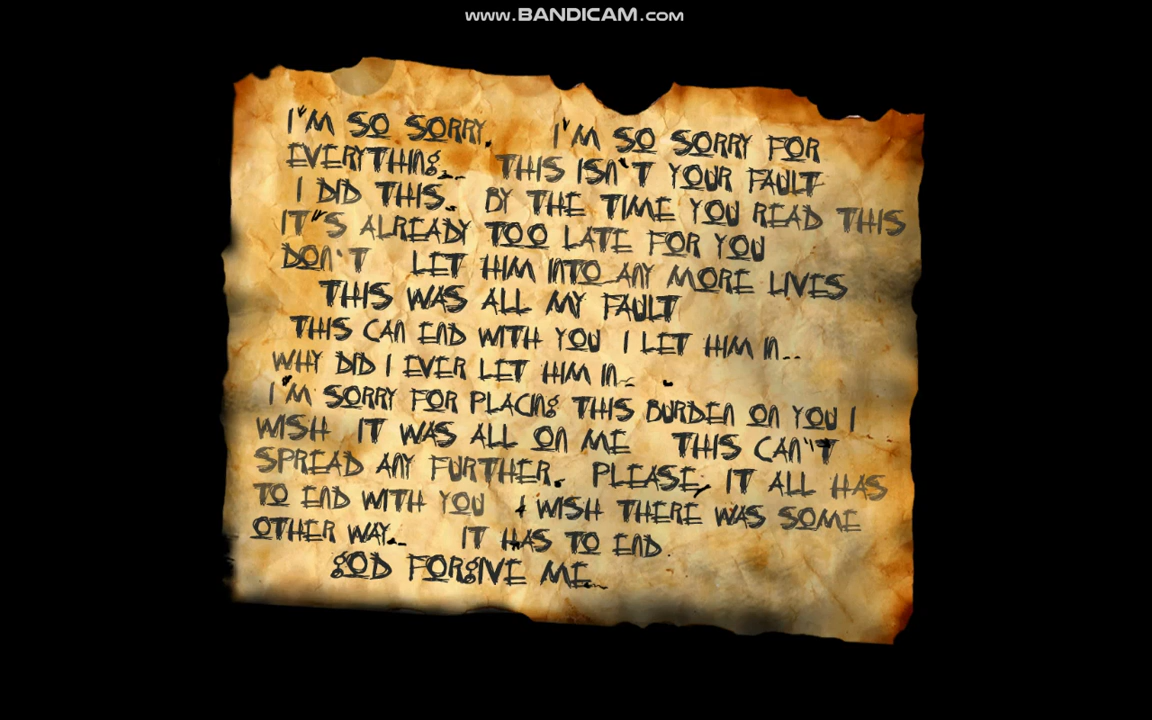 www.BANDICAM.com
I"M SO SORRY. I'M SO SORRY FOR
EVERYTHING... THIS ISN'T YOUR FAULT
I DID THIS.. BY THE TIME YOU READ THIS
IT"S ALREADY TOO LATE FOR YOU
DON'T LET HIM INTO ANY MORE LIVES
THIS WAS ALL MY FAULT
THIS CAN END WITH YOU I LET HIM IN..
WHY DID I EVER LET HIM IN..
I'M SORRY FOR PLACING THIS BURDEN ON YOU I
WISH IT WAS ALL ON ME THIS CAN"T
SPREAD ANY FURTHER. PLEASE, IT ALL HAS
TO END WITH YOU I WISH THERE WAS SOME
OTHER WAY... IT HAS TO END.
GOD FORGIVE ME...